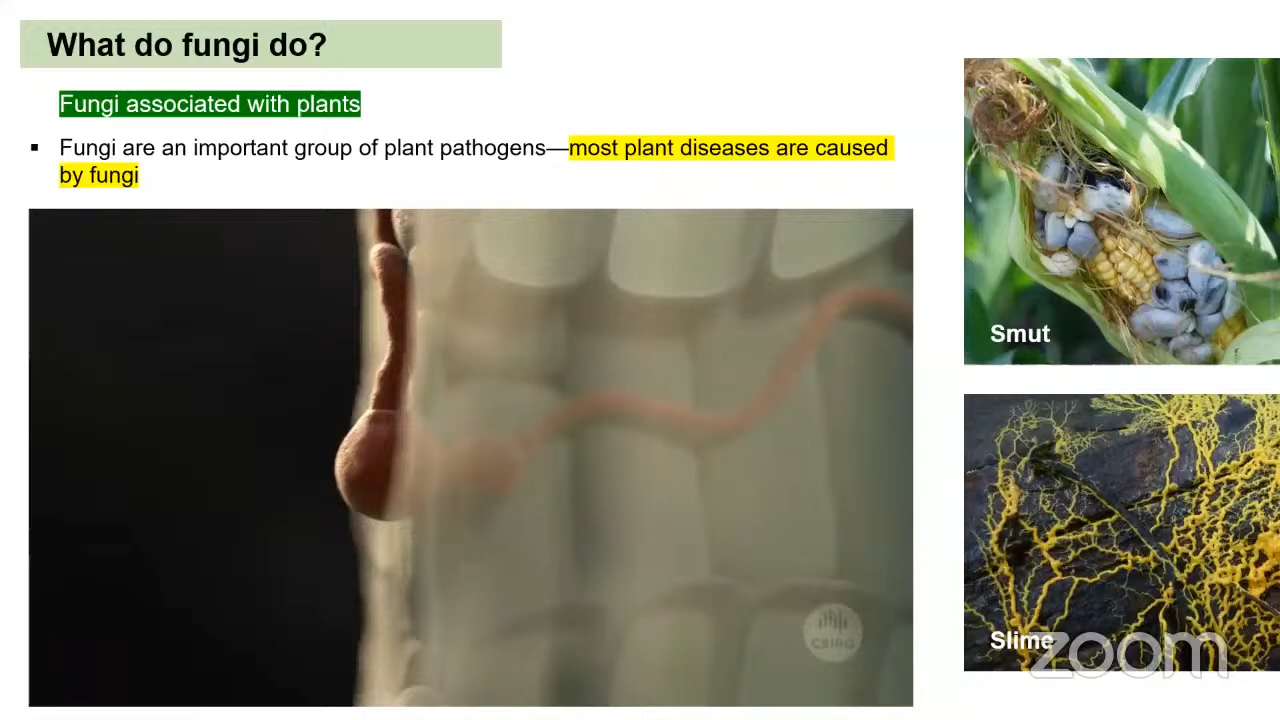 What do fungi do?
Fungi associated with plants
▪ Fungi are an important group of plant pathogens—most plant diseases are caused
by fungi
Smut
CSIRO
Slime
zoom